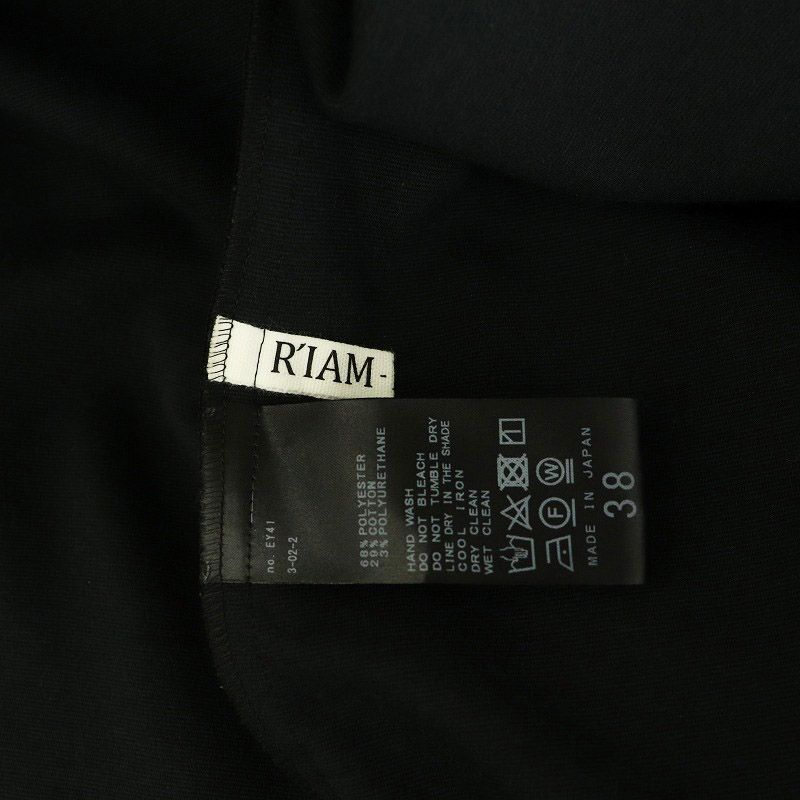 R'IAM-
no. EY41
3-02-2
68% POLYESTER
29% COTTON
3% POLYURETHANE
HAND WASH
DO NOT BLEACH
DO NOT TUMBLE DRY
LINE DRY IN THE SHADE
COOL IRON
DRY CLEAN
WET CLEAN
F
W
MADE IN JAPAN
38